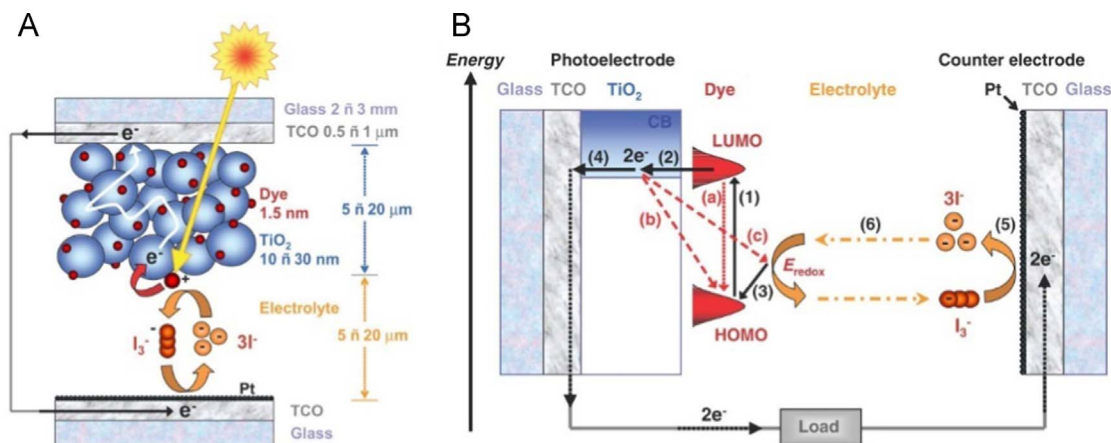 A
Glass 2 ñ 3 mm
e⁻ TCO 0.5 ñ 1 μm
Dye
1.5 nm
5 ñ 20 μm
TiO₂
10 ñ 30 nm
e⁻
+
Electrolyte
5 ñ 20 μm
I₃⁻ 3I⁻
Pt
e⁻ TCO
Glass
B
Energy Photoelectrode Counter electrode
Glass TCO TiO₂ Dye Electrolyte Pt TCO Glass
CB
LUMO
(4) 2e⁻ (2)
(a) (1)
(b) (c)
3I⁻
(6) (5)
E redox 2e⁻
(3)
HOMO I₃⁻
2e⁻ Load